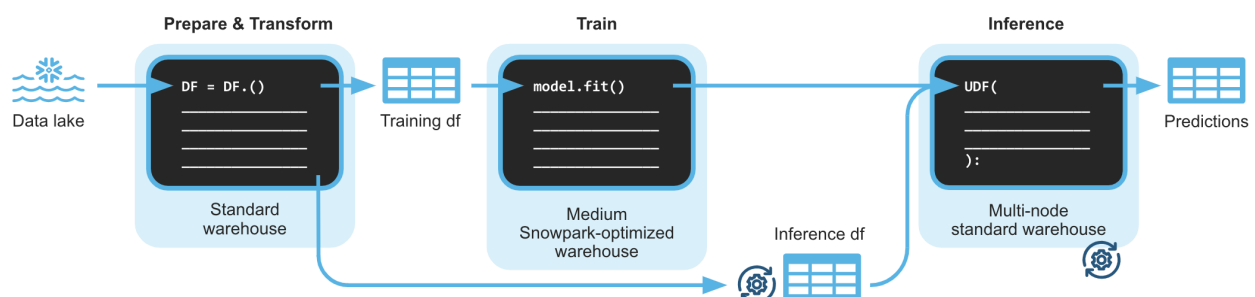 Prepare & Transform
Train
Inference
DF = DF.()
model.fit()
UDF(
):
Data lake
Training df
Predictions
Standard
warehouse
Medium
Snowpark-optimized
warehouse
Multi-node
standard warehouse
Inference df